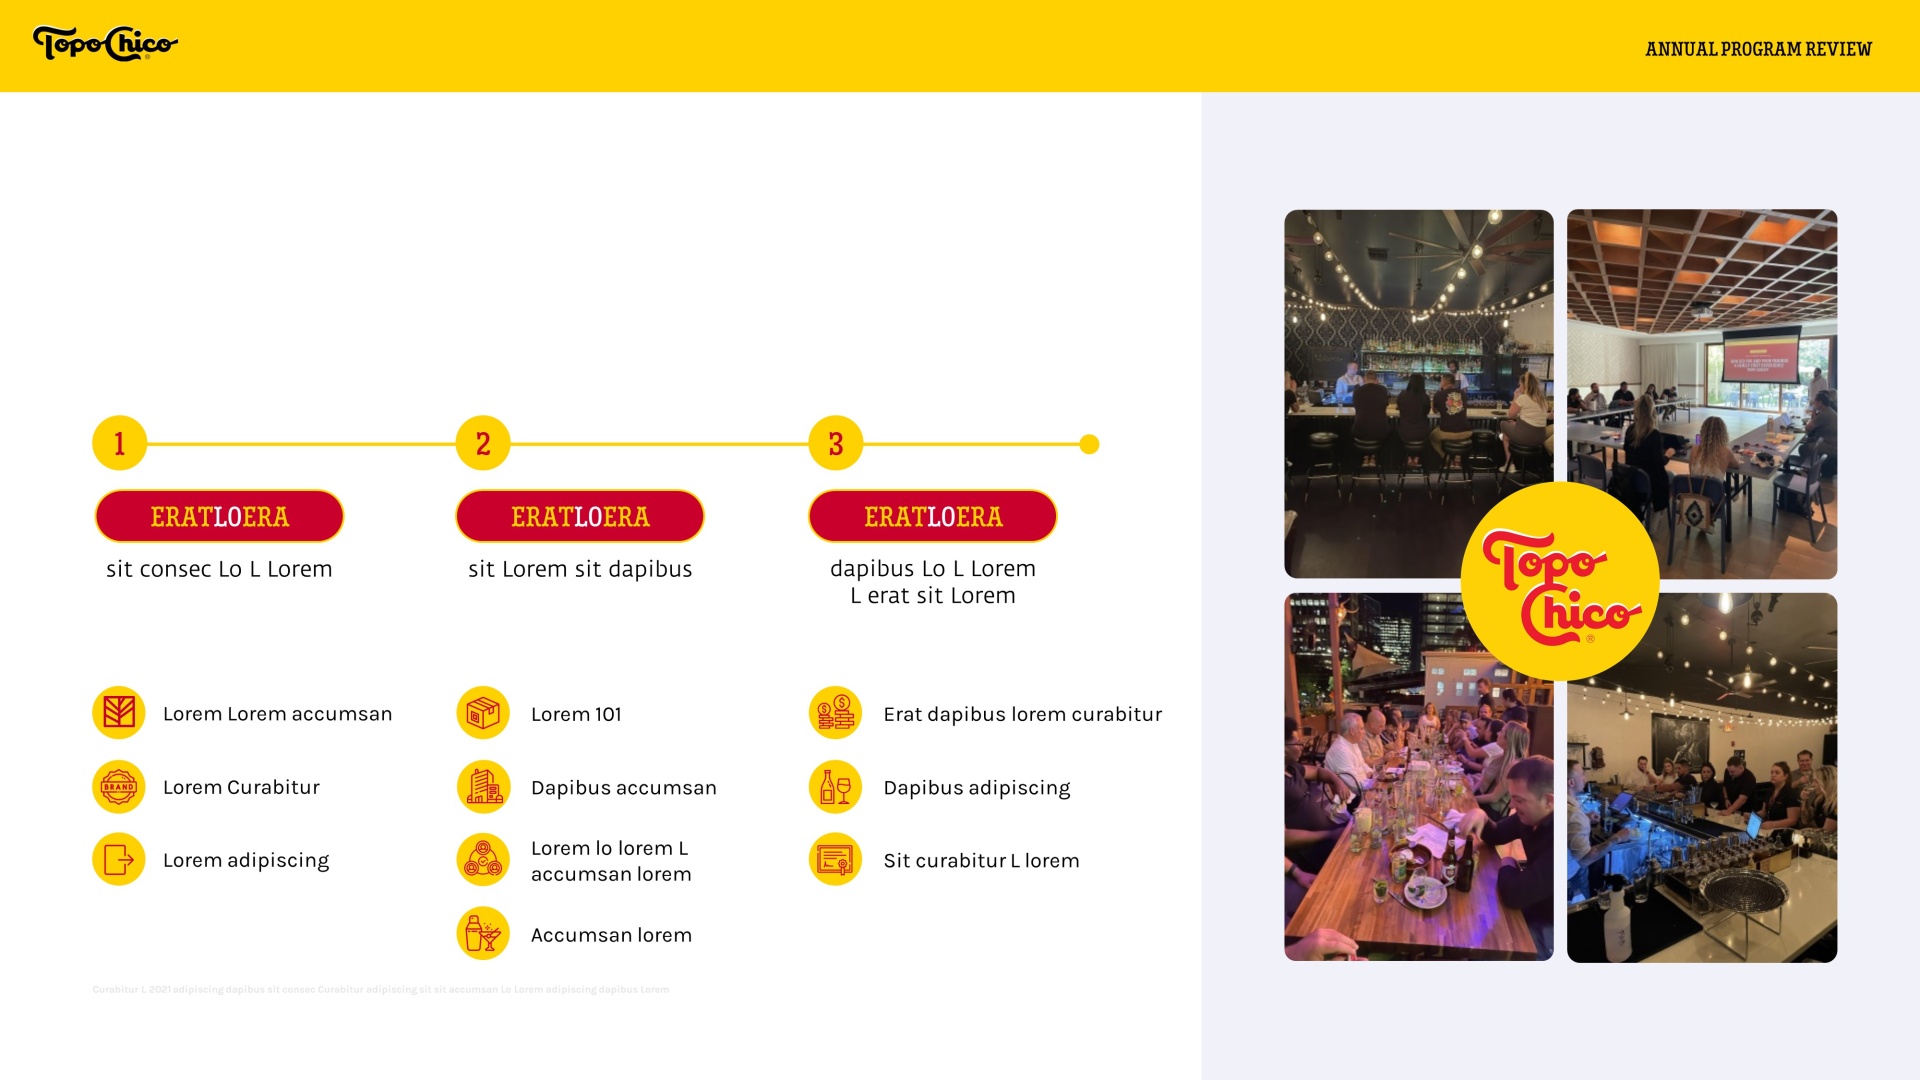 Topo Chico
ANNUAL PROGRAM REVIEW
1
2
3
ERATLOERA
ERATLOERA
ERATLOERA
sit consec Lo L Lorem
sit Lorem sit dapibus
dapibus Lo L Lorem
L erat sit Lorem
Lorem Lorem accumsan
BRAND
Lorem Curabitur
Lorem adipiscing
Lorem 101
Dapibus accumsan
Lorem lo lorem L
accumsan lorem
Accumsan lorem
Erat dapibus lorem curabitur
Dapibus adipiscing
Sit curabitur L lorem
Curabitur L 2021 adipiscing dapibus sit consec Curabitur adipiscing sit sit accumsan Lo Lorem adipiscing dapibus Lorem
Topo
Chico
®